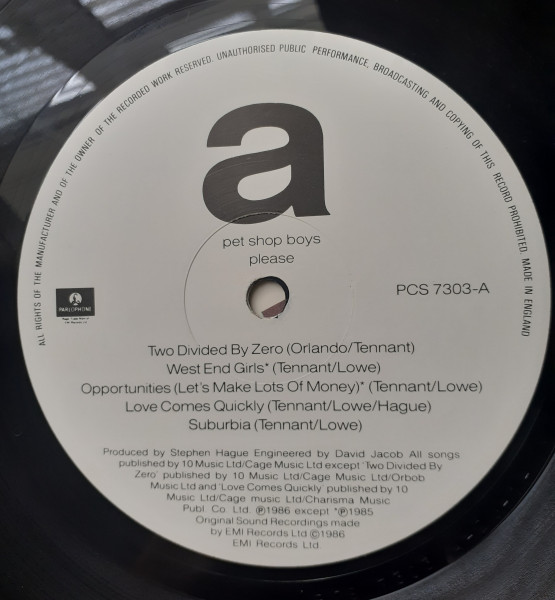 ALL RIGHTS OF THE MANUFACTURER AND OF THE OWNER OF THE RECORDED WORK RESERVED. UNAUTHORISED PUBLIC PERFORMANCE, BROADCASTING AND COPYING OF THIS RECORD PROHIBITED. MADE IN ENGLAND
a
pet shop boys
please
PARLOPHONE
PCS 7303-A
Two Divided By Zero (Orlando/Tennant)
West End Girls* (Tennant/Lowe)
Opportunities (Let's Make Lots Of Money)* (Tennant/Lowe)
Love Comes Quickly (Tennant/Lowe/Hague)
Suburbia (Tennant/Lowe)
Produced by Stephen Hague Engineered by David Jacob All songs
published by 10 Music Ltd/Cage Music Ltd except 'Two Divided By
Zero' published by 10 Music Ltd/Cage Music Ltd/Orbob
Music Ltd and 'Love Comes Quickly' published by 10
Music Ltd/Cage music Ltd/Charisma Music
Publ. Co. Ltd. ℗1986 except *℗1985
Original Sound Recordings made
by EMI Records Ltd ©1986
EMI Records Ltd.